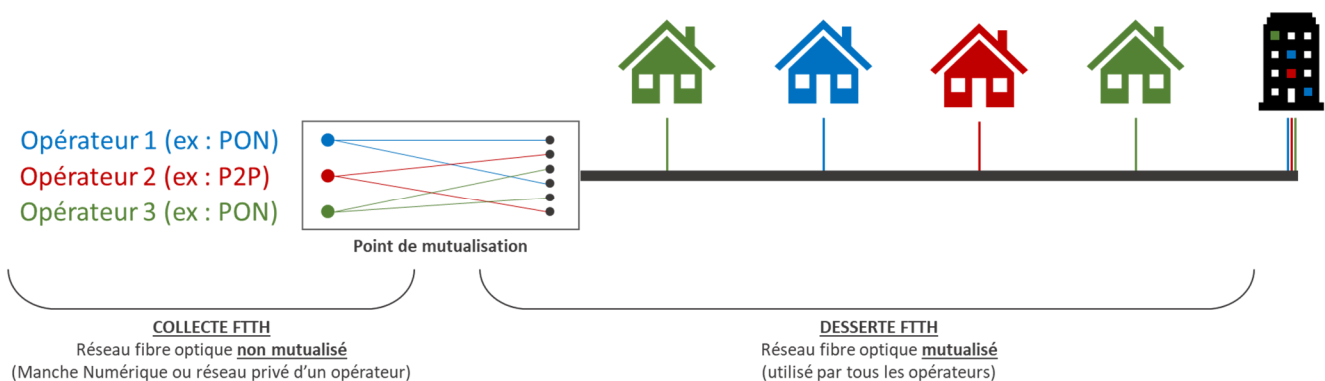 Opérateur 1 (ex : PON)
Opérateur 2 (ex : P2P)
Opérateur 3 (ex : PON)
Point de mutualisation
COLLECTE FTTH
Réseau fibre optique non mutualisé
(Manche Numérique ou réseau privé d'un opérateur)
DESSERTE FTTH
Réseau fibre optique mutualisé
(utilisé par tous les opérateurs)